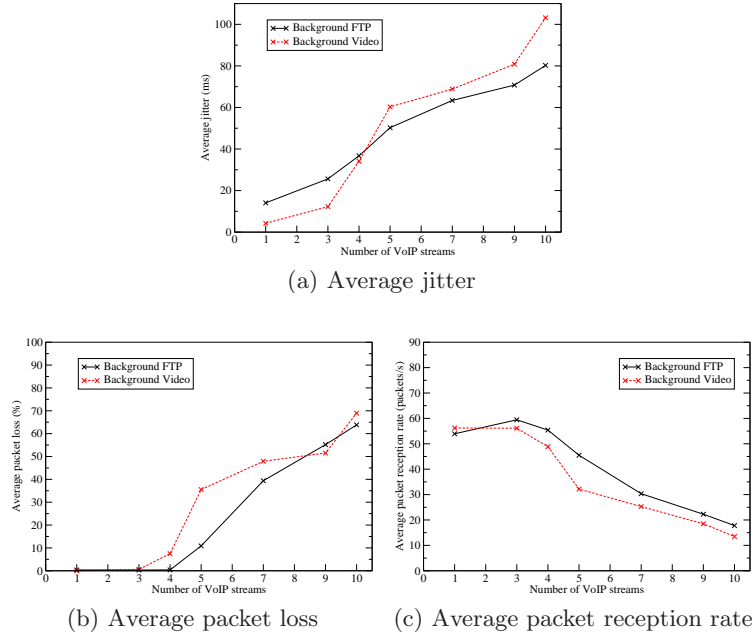 Average jitter (ms)
100
80
60
40
20
0
Background FTP
Background Video
0 1 2 3 4 5 6 7 8 9 10
Number of VoIP streams
(a) Average jitter
Average packet loss (%)
100
90
80
70
60
50
40
30
20
10
0
Background FTP
Background Video
0 1 2 3 4 5 6 7 8 9 10
Number of VoIP streams
(b) Average packet loss
Average packet reception rate (packets/s)
90
80
70
60
50
40
30
20
10
0
Background FTP
Background Video
0 1 2 3 4 5 6 7 8 9 10
Number of VoIP streams
(c) Average packet reception rate